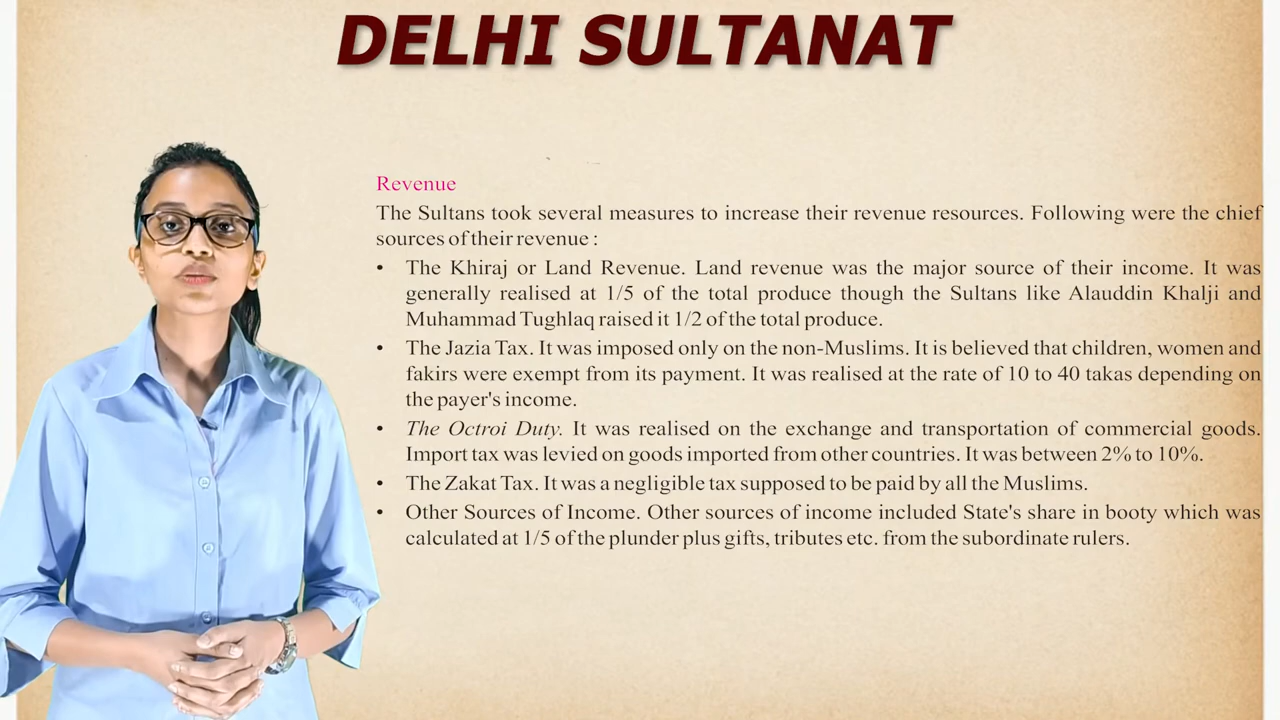 DELHI SULTANAT
Revenue
The Sultans took several measures to increase their revenue resources. Following were the chief
sources of their revenue :
• The Khiraj or Land Revenue. Land revenue was the major source of their income. It was
generally realised at 1/5 of the total produce though the Sultans like Alauddin Khalji and
Muhammad Tughlaq raised it 1/2 of the total produce.
• The Jazia Tax. It was imposed only on the non-Muslims. It is believed that children, women and
fakirs were exempt from its payment. It was realised at the rate of 10 to 40 takas depending on
the payer's income.
• The Octroi Duty. It was realised on the exchange and transportation of commercial goods.
Import tax was levied on goods imported from other countries. It was between 2% to 10%.
• The Zakat Tax. It was a negligible tax supposed to be paid by all the Muslims.
• Other Sources of Income. Other sources of income included State's share in booty which was
calculated at 1/5 of the plunder plus gifts, tributes etc. from the subordinate rulers.